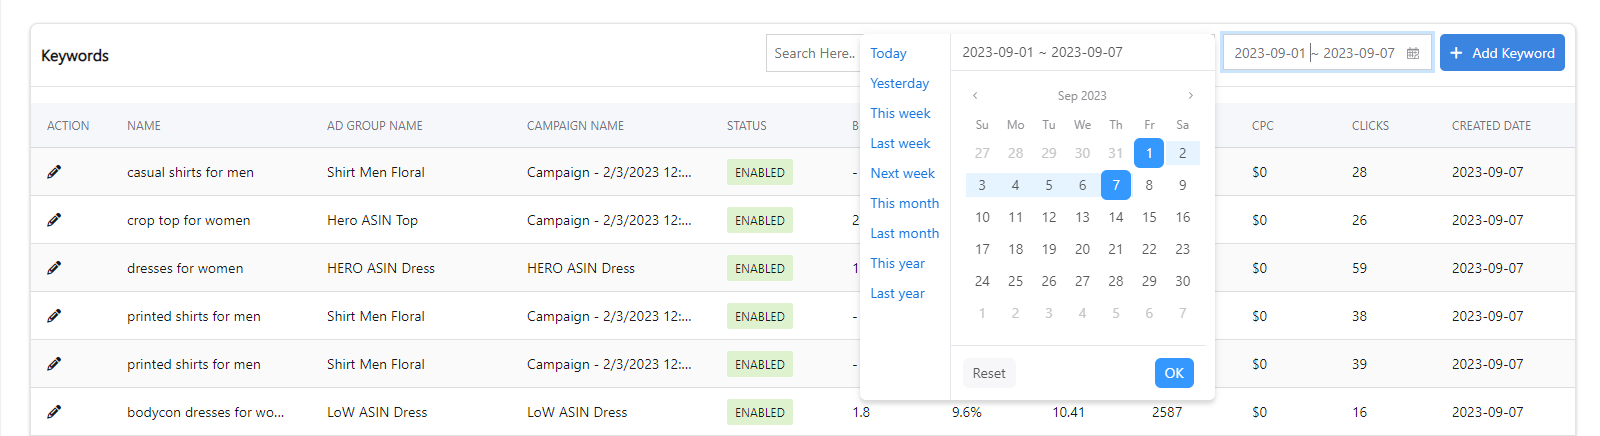 Keywords
Search Here..
2023-09-01 ~ 2023-09-07
+ Add Keyword
Today
Yesterday
This week
Last week
Next week
This month
Last month
This year
Last year
2023-09-01 ~ 2023-09-07
Sep 2023
Su Mo Tu We Th Fr Sa
27 28 29 30 31 1 2
3 4 5 6 7 8 9
10 11 12 13 14 15 16
17 18 19 20 21 22 23
24 25 26 27 28 29 30
1 2 3 4 5 6 7
Reset
OK
ACTION NAME AD GROUP NAME CAMPAIGN NAME STATUS B CPC CLICKS CREATED DATE
casual shirts for men Shirt Men Floral Campaign - 2/3/2023 12:... ENABLED - $0 28 2023-09-07
crop top for women Hero ASIN Top Campaign - 2/3/2023 12:... ENABLED 2 $0 26 2023-09-07
dresses for women HERO ASIN Dress HERO ASIN Dress ENABLED 1 $0 59 2023-09-07
printed shirts for men Shirt Men Floral Campaign - 2/3/2023 12:... ENABLED - $0 38 2023-09-07
printed shirts for men Shirt Men Floral Campaign - 2/3/2023 12:... ENABLED - $0 39 2023-09-07
bodycon dresses for wo... LoW ASIN Dress LoW ASIN Dress ENABLED 1.8 9.6% 10.41 2587 $0 16 2023-09-07